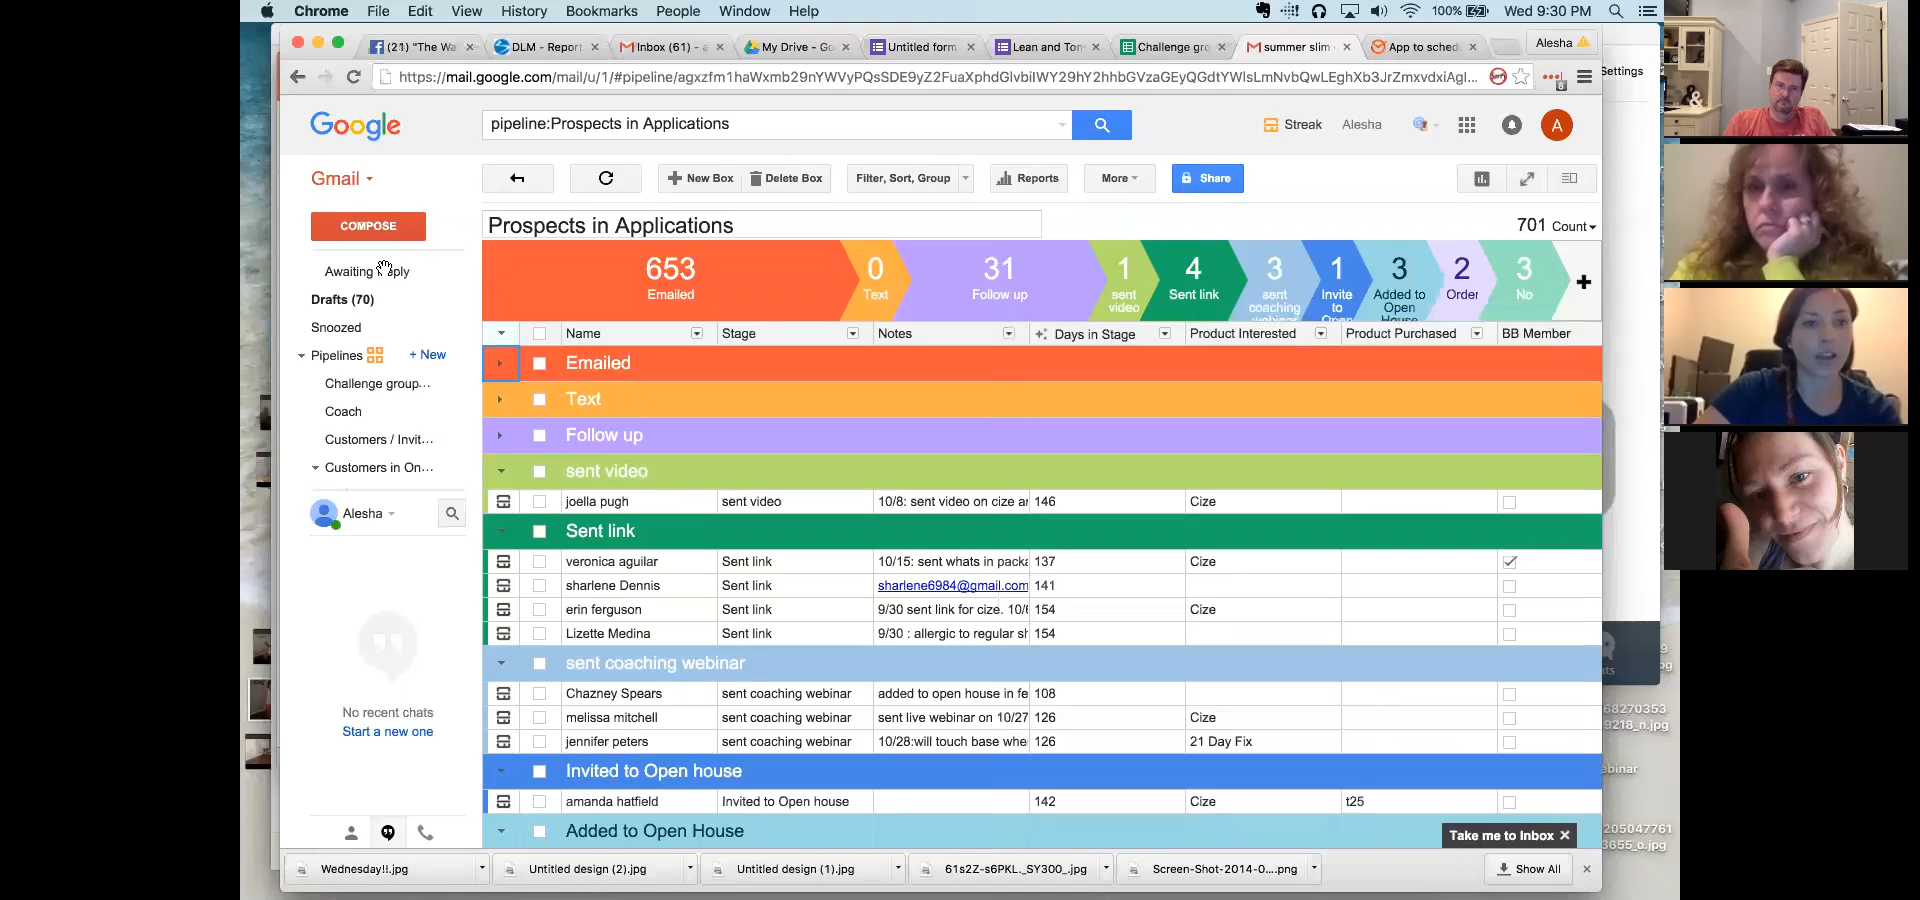 Chrome File Edit View History Bookmarks People Window Help 100% Wed 9:30 PM
(21) "The Wa DLM - Report Inbox (61) - a My Drive - Go Untitled form Lean and Ton Challenge gr summer slim App to sched Alesha
https://mail.google.com/mail/u/1/#pipeline/
Settings
Google
pipeline:Prospects in Applications
Streak Alesha A
Gmail
New Box Delete Box Filter, Sort, Group Reports More Share
COMPOSE
Prospects in Applications
701 Count
653 Emailed
0 Text
31 Follow up
1 sent video
4 Sent link
3 sent coaching webinar
1 Invite to Open
3 Added to Open House
2 Order
3 No
+
Awaiting
Drafts (70)
Snoozed
Pipelines + New
Challenge group...
Coach
Customers / Invit...
Customers in On...
Alesha
No recent chats
Start a new one
Name Stage Notes Days in Stage Product Interested Product Purchased BB Member
Emailed
Text
Follow up
sent video
joella pugh sent video 10/8: sent video on cize ar 146 Cize
Sent link
veronica aguilar Sent link 10/15: sent whats in packa 137 Cize
sharlene Dennis Sent link sharlene6984@gmail.com 141
erin ferguson Sent link 9/30 sent link for cize. 10/6 154 Cize
Lizette Medina Sent link 9/30 : allergic to regular sh 154
sent coaching webinar
Chazney Spears sent coaching webinar added to open house in fe 108
melissa mitchell sent coaching webinar sent live webinar on 10/27 126 Cize
jennifer peters sent coaching webinar 10/28:will touch base whe 126 21 Day Fix
Invited to Open house
amanda hatfield Invited to Open house 142 Cize t25
Added to Open House
Take me to Inbox
Wednesday!!.jpg Untitled design (2).jpg Untitled design (1).jpg 61s2Z-s6PKL._SY300_.jpg Screen-Shot-2014-0....png Show All
68270353
9218_n.jpg
ebinar
205047761
3655_o.jpg